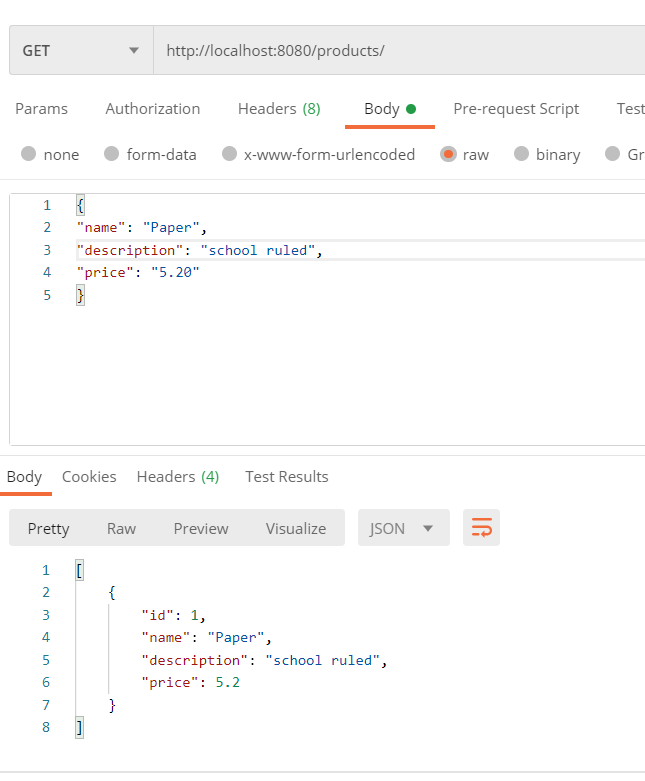 GET http://localhost:8080/products/
Params Authorization Headers (8) Body Pre-request Script Test
none form-data x-www-form-urlencoded raw binary Gr
1 {
2 "name": "Paper",
3 "description": "school ruled",
4 "price": "5.20"
5 }
Body Cookies Headers (4) Test Results
Pretty Raw Preview Visualize JSON
1 [
2 {
3 "id": 1,
4 "name": "Paper",
5 "description": "school ruled",
6 "price": 5.2
7 }
8 ]